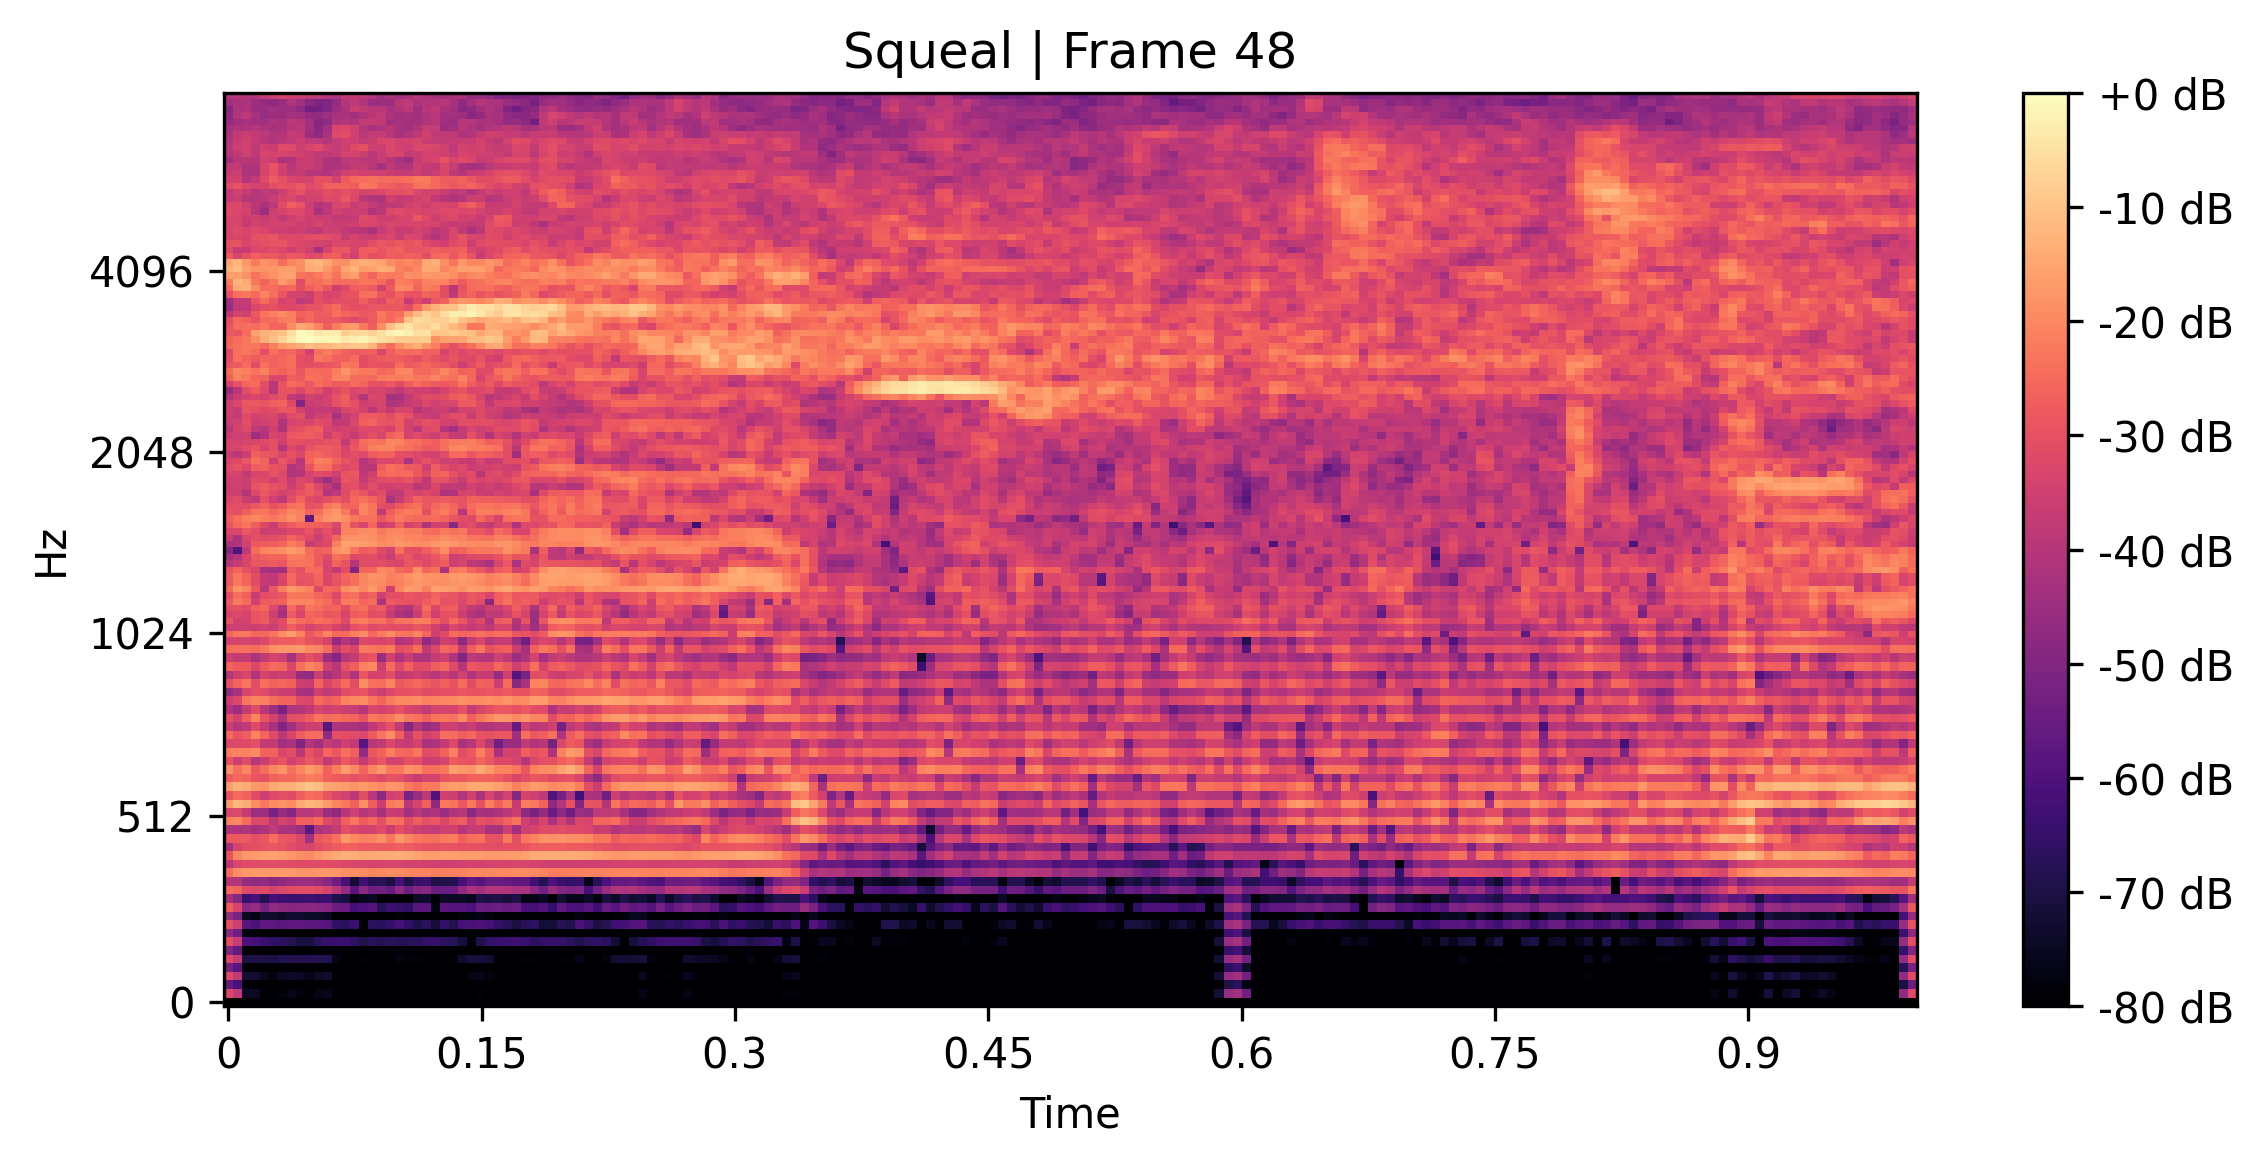 Squeal | Frame 48
+0 dB
-10 dB
-20 dB
-30 dB
-40 dB
-50 dB
-60 dB
-70 dB
-80 dB
Hz
4096
2048
1024
512
0
0 0.15 0.3 0.45 0.6 0.75 0.9
Time